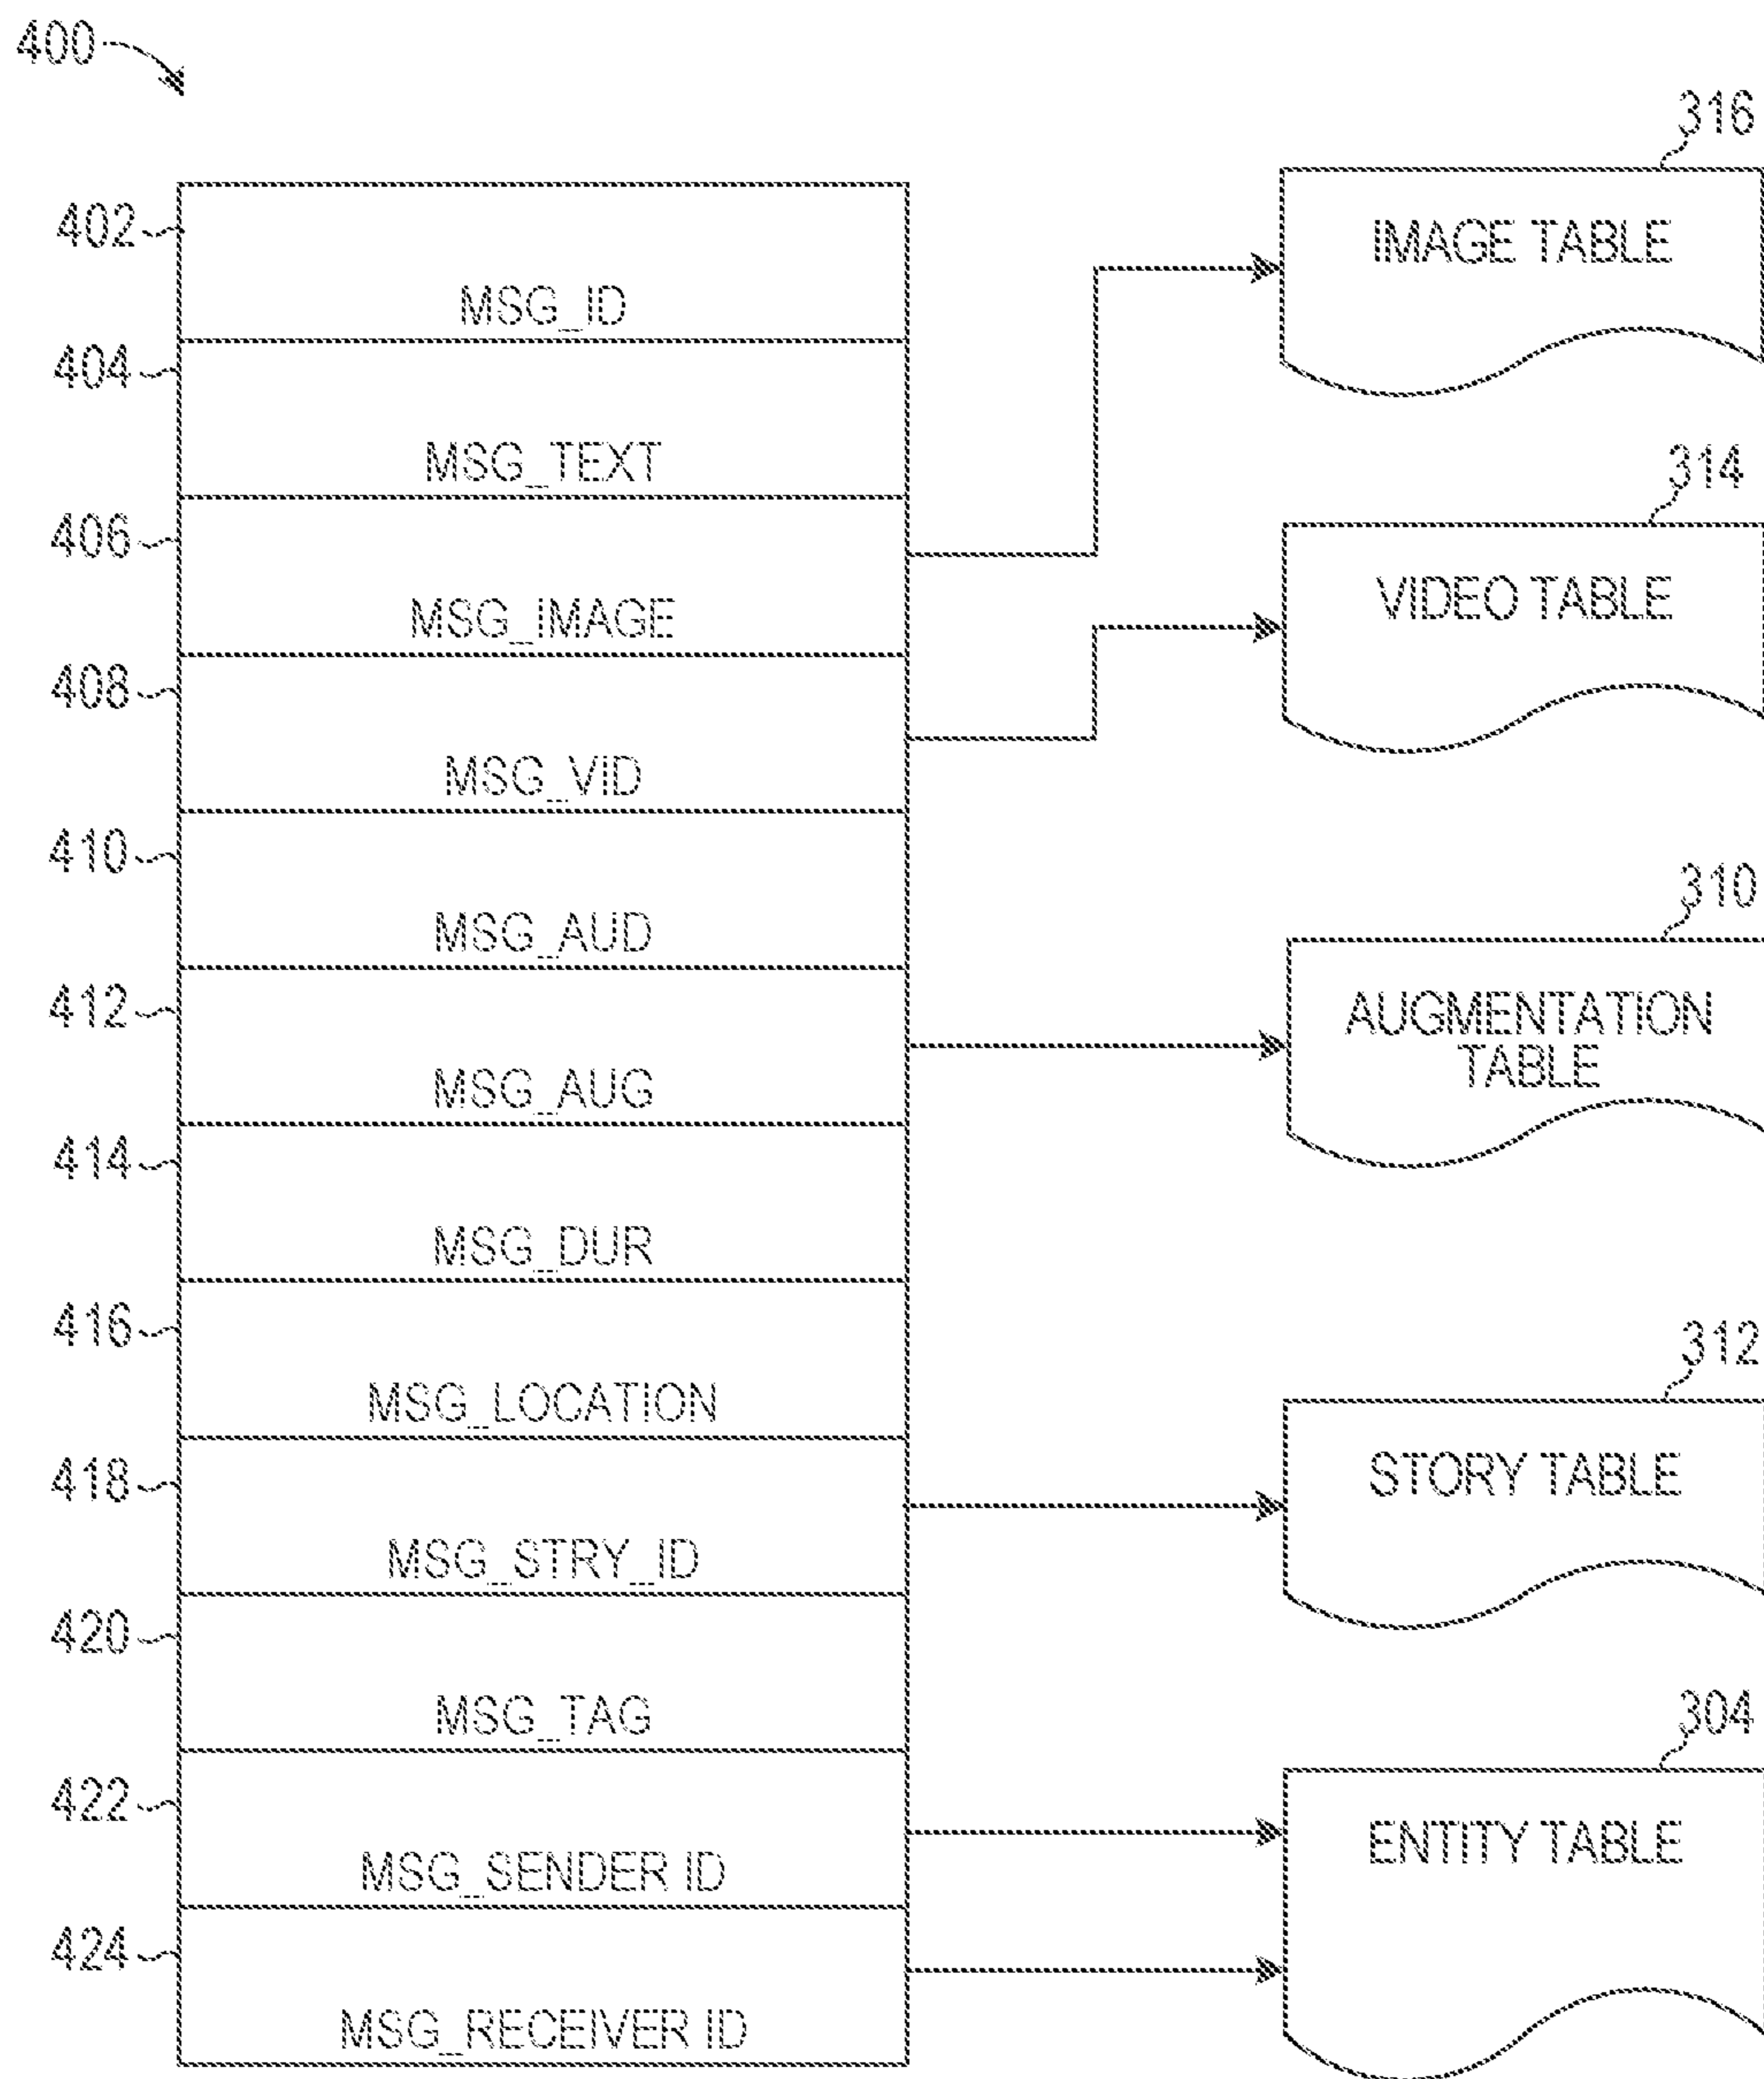 400
402
MSG_ID
404
MSG_TEXT
406
MSG_IMAGE
408
MSG_VID
410
MSG_AUD
412
MSG_AUG
414
MSG_DUR
416
MSG_LOCATION
418
MSG_STRY_ID
420
MSG_TAG
422
MSG_SENDER ID
424
MSG_RECEIVER ID
316
IMAGE TABLE
314
VIDEO TABLE
310
AUGMENTATION
TABLE
312
STORY TABLE
304
ENTITY TABLE